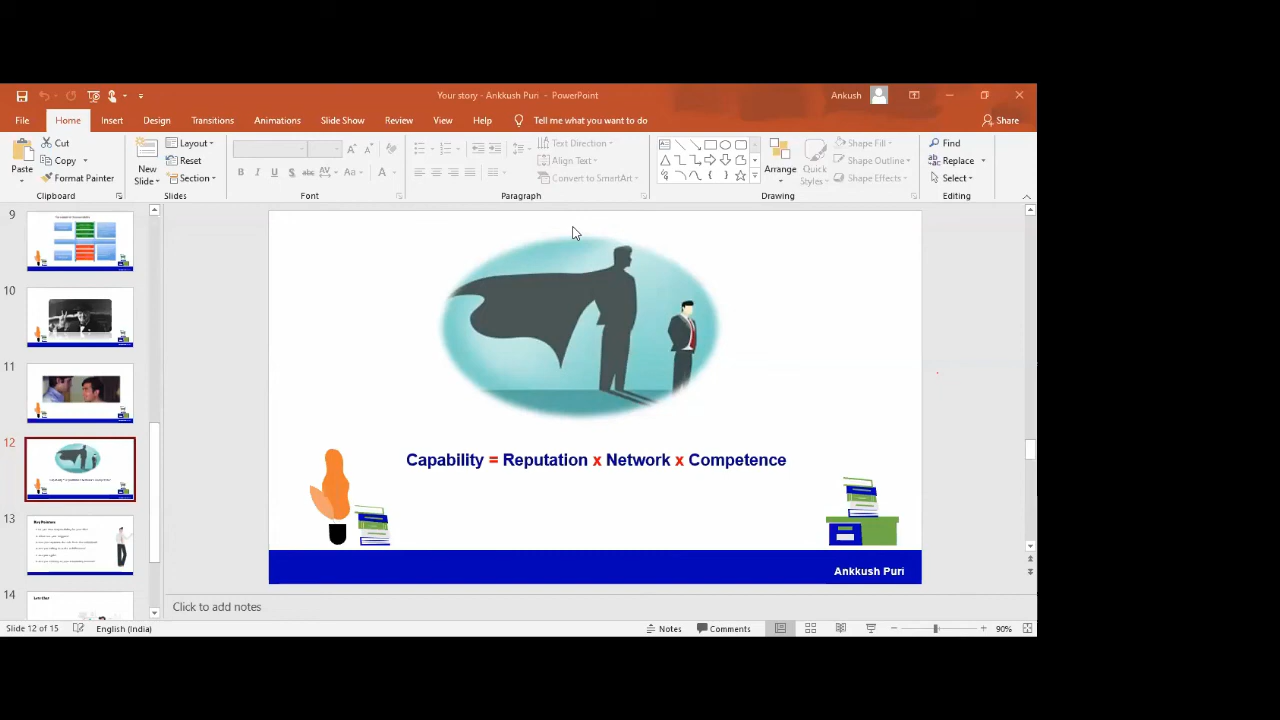 Your story - Ankkush Puri - PowerPoint
Ankush
File Home Insert Design Transitions Animations Slide Show Review View Help Tell me what you want to do Share
Cut
Copy
Format Painter
Paste
Clipboard
New
Slide
Layout
Reset
Section
Slides
B I U S abc AV Aa A
Font
Text Direction
Align Text
Convert to SmartArt
Paragraph
Arrange
Quick
Styles
Shape Fill
Shape Outline
Shape Effects
Drawing
Find
Replace
Select
Editing
9
10
11
12
13
14
Capability = Reputation x Network x Competence
Ankkush Puri
Click to add notes
Slide 12 of 15 English (India) Notes Comments 90%